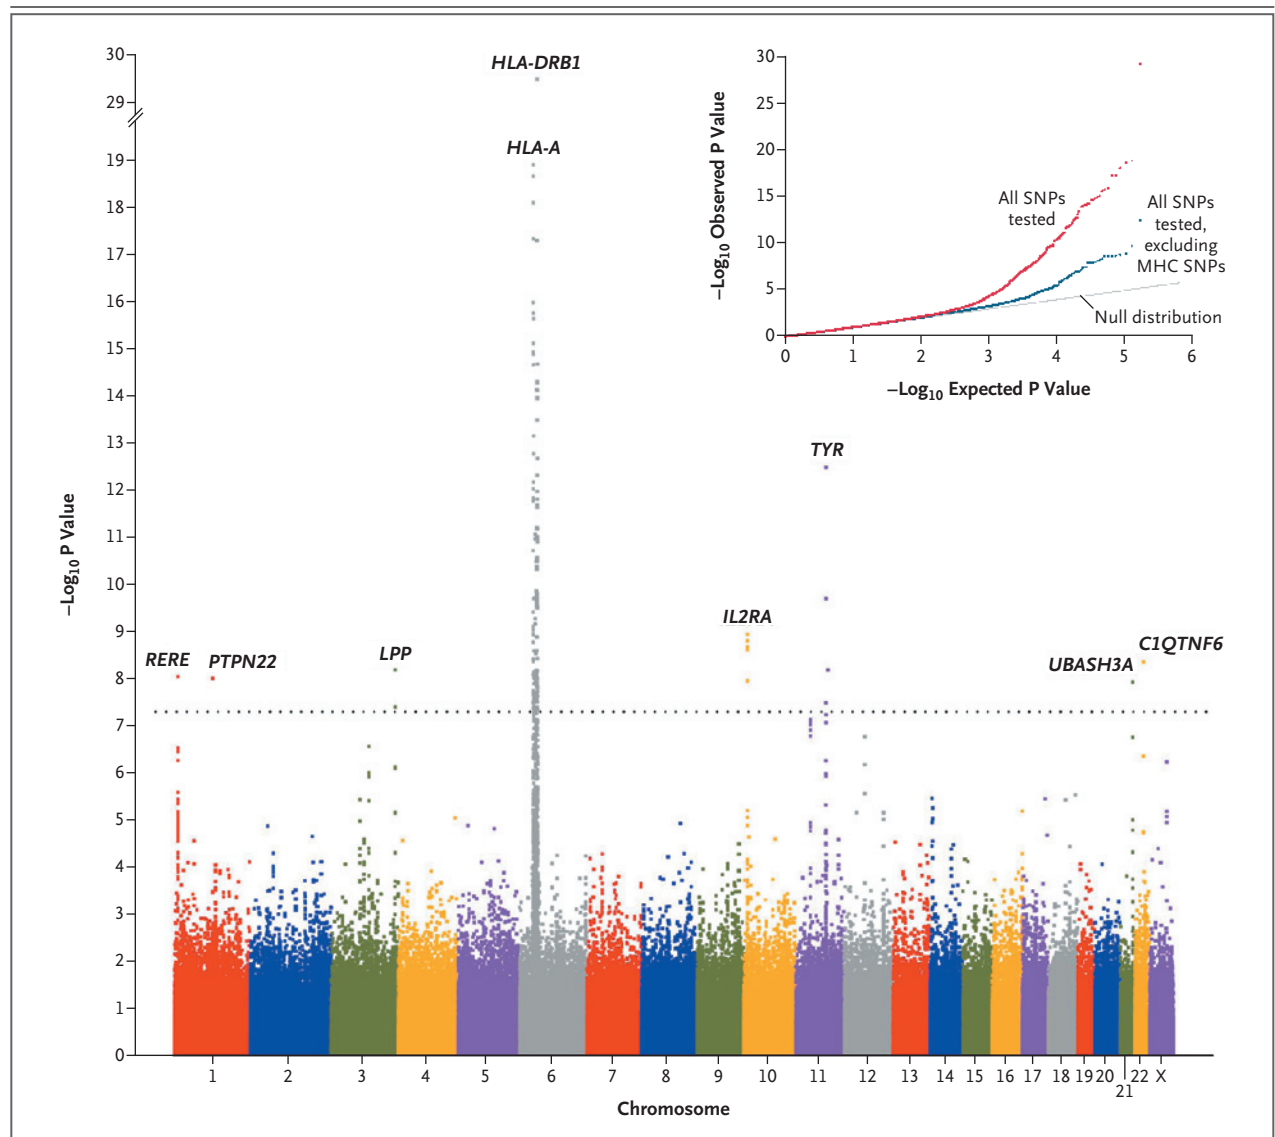 30
29
19
18
17
16
15
14
13
12
11
10
9
8
7
6
5
4
3
2
1
0
−Log10 P Value
HLA-DRB1
HLA-A
TYR
IL2RA
RERE
PTPN22
LPP
UBASH3A
C1QTNF6
1 2 3 4 5 6 7 8 9 10 11 12 13 14 15 16 17 18 19 20 21 22 X
Chromosome
30
25
20
15
10
5
0
−Log10 Observed P Value
All SNPs
tested
All SNPs
tested,
excluding
MHC SNPs
Null distribution
0 1 2 3 4 5 6
−Log10 Expected P Value